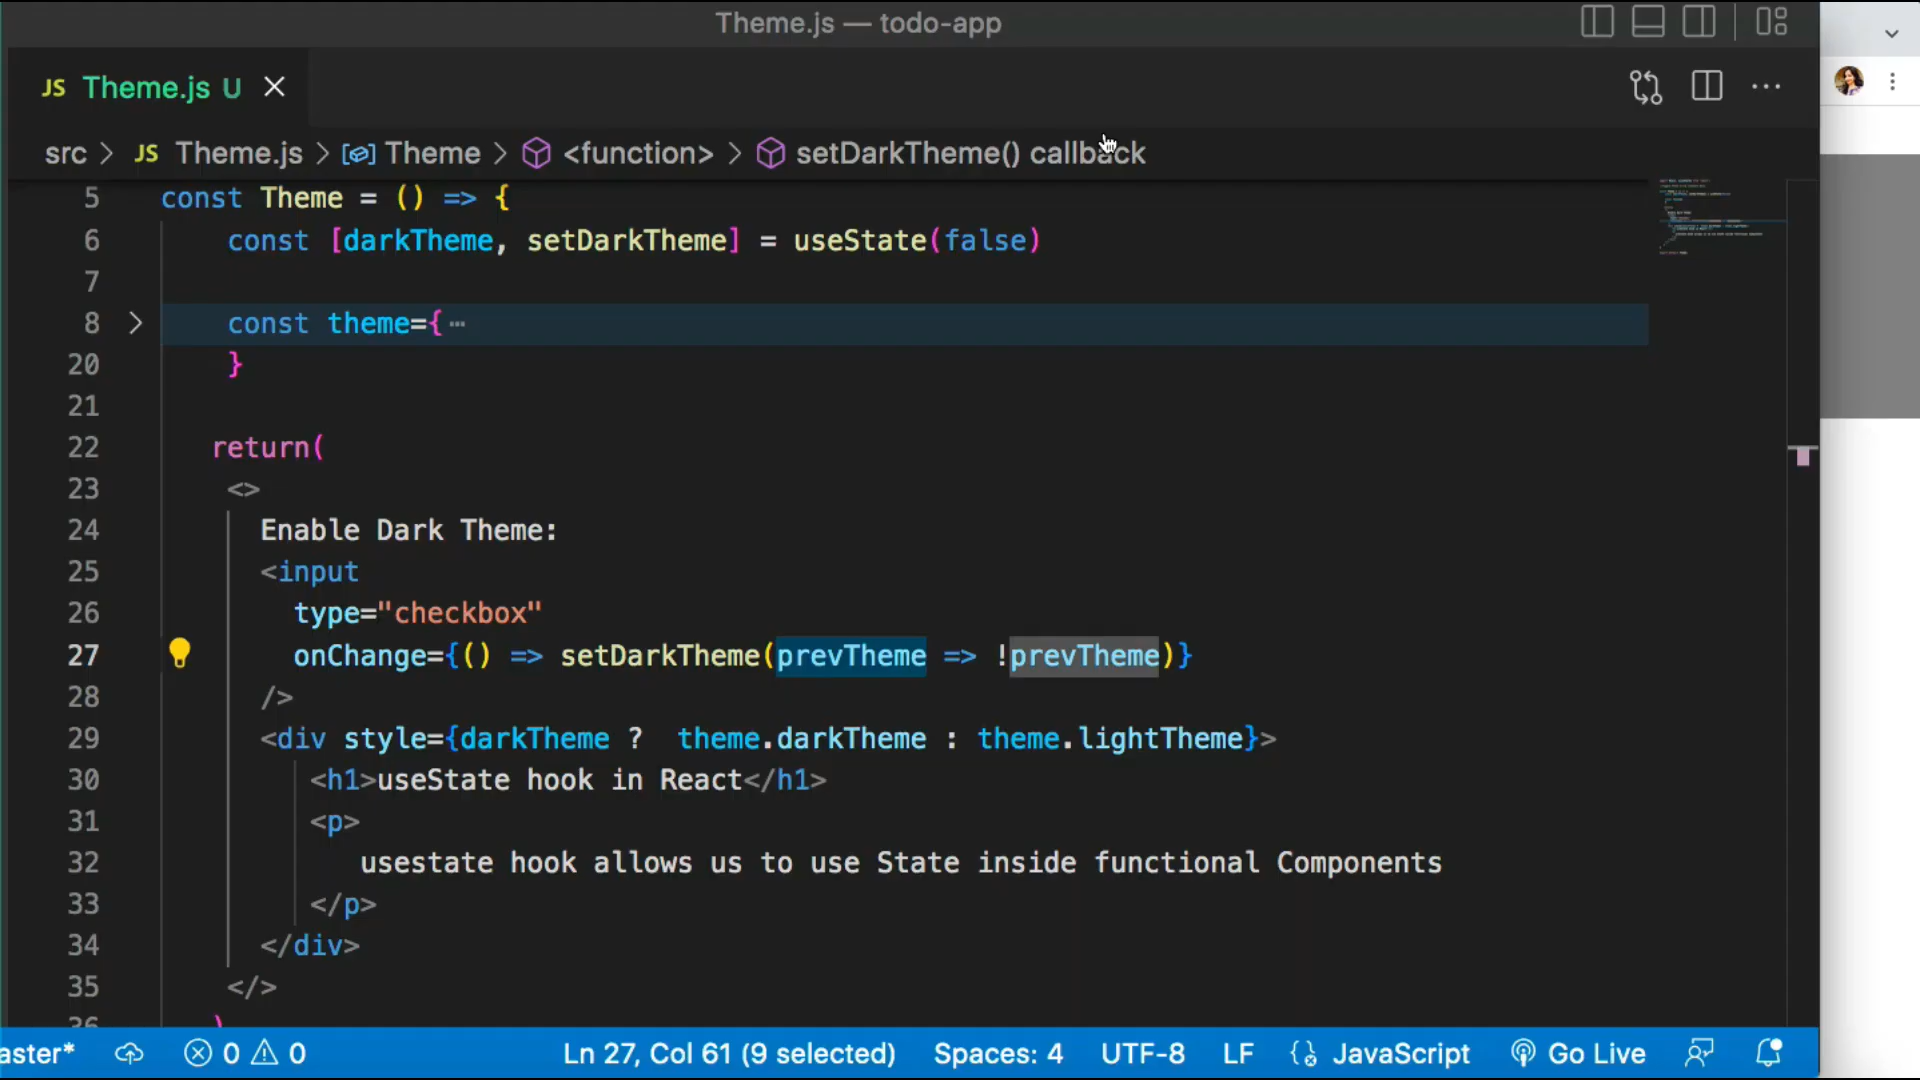 Theme.js — todo-app
JS Theme.js U
src > JS Theme.js > Theme > <function> > setDarkTheme() callback
5 const Theme = () => {
6 const [darkTheme, setDarkTheme] = useState(false)
7
8 const theme={ ⋯
20 }
21
22 return(
23 <>
24 Enable Dark Theme:
25 <input
26 type="checkbox"
27 onChange={() => setDarkTheme(prevTheme => !prevTheme)}
28 />
29 <div style={darkTheme ?  theme.darkTheme : theme.lightTheme}>
30 <h1>useState hook in React</h1>
31 <p>
32 usestate hook allows us to use State inside functional Components
33 </p>
34 </div>
35 </>
36 )
aster* 0 0 Ln 27, Col 61 (9 selected) Spaces: 4 UTF-8 LF JavaScript Go Live